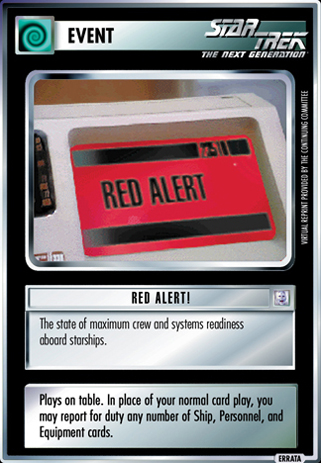 EVENT
STAR TREK
THE NEXT GENERATION
VIRTUAL REPRINT PROVIDED BY THE CONTINUING COMMITTEE
RED ALERT
RED ALERT!
The state of maximum crew and systems readiness
aboard starships.
Plays on table. In place of your normal card play, you
may report for duty any number of Ship, Personnel, and
Equipment cards.
ERRATA